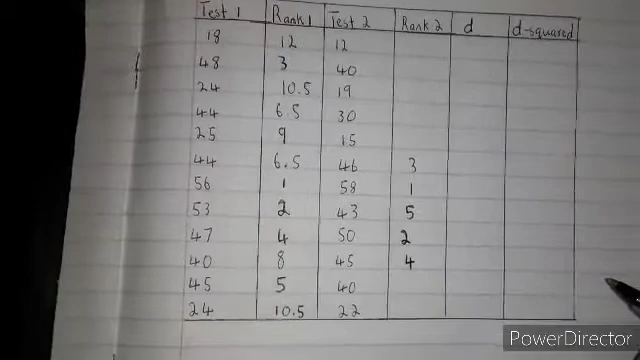 Test 1 Rank 1 Test 2 Rank 2 d d-squared
18 12 12
48 3 40
24 10.5 19
44 6.5 30
25 9 15
44 6.5 46 3
56 1 58 1
53 2 43 5
47 4 50 2
40 8 45 4
45 5 40
24 10.5 22
PowerDirector